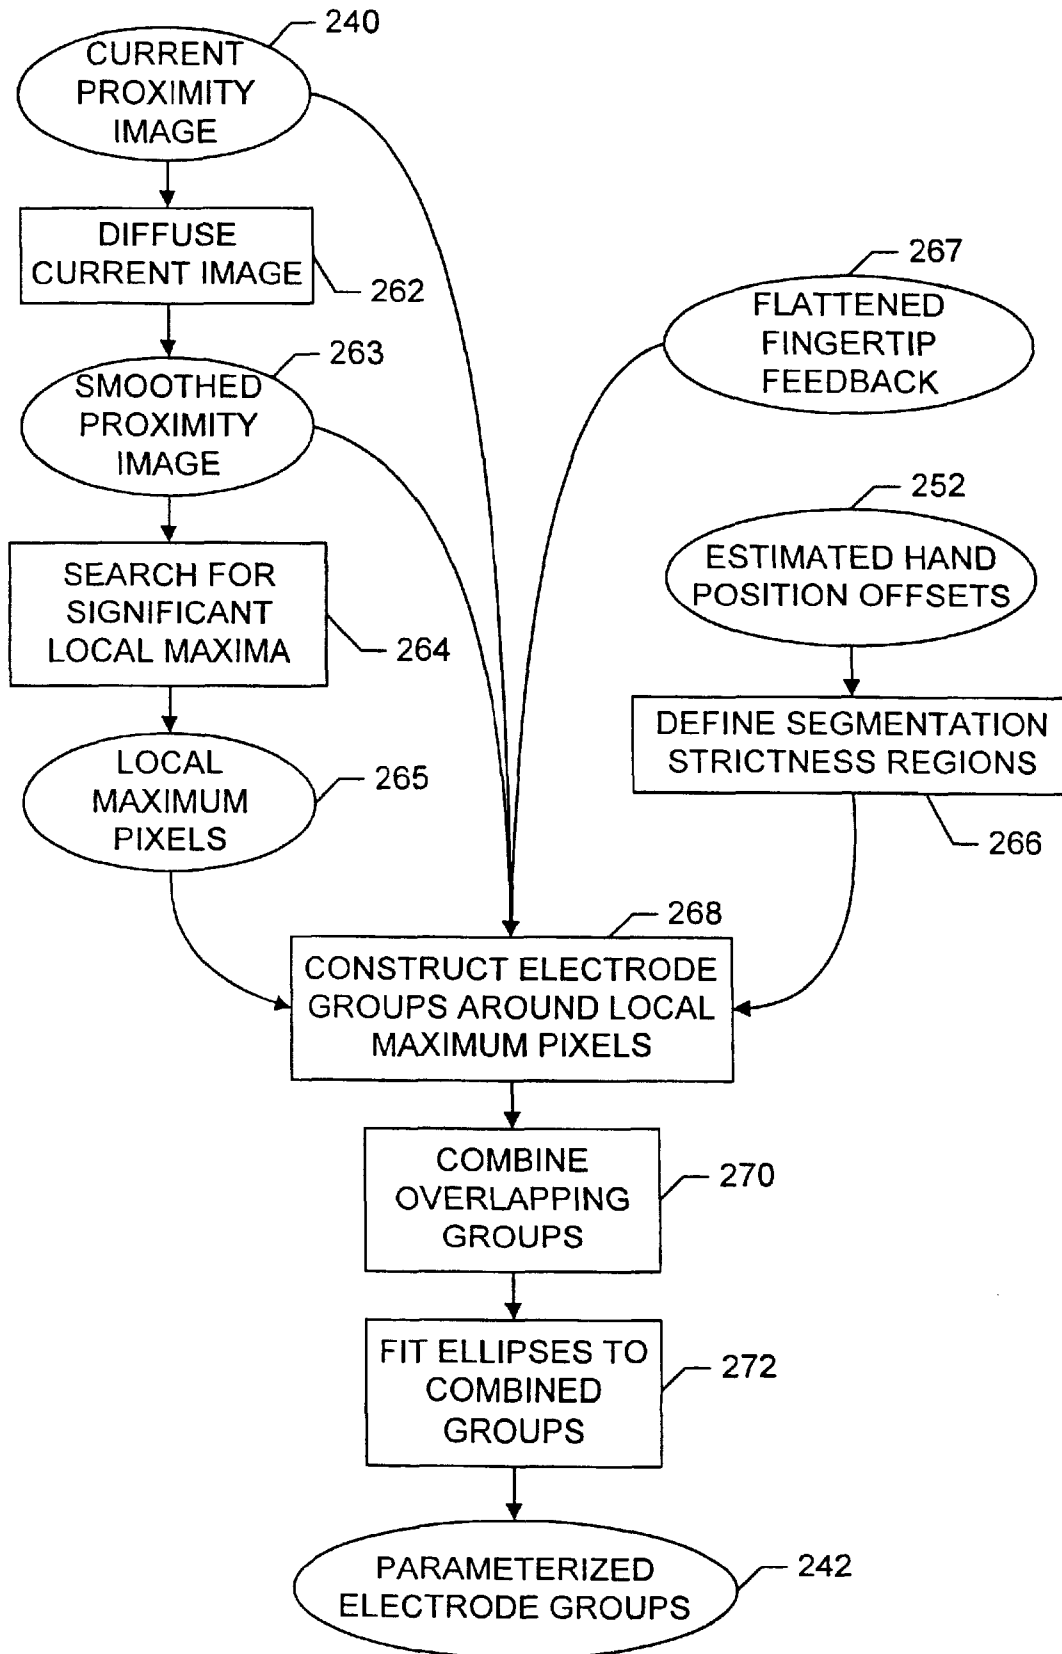 240
CURRENT
PROXIMITY
IMAGE
DIFFUSE
CURRENT IMAGE
262
263
SMOOTHED
PROXIMITY
IMAGE
SEARCH FOR
SIGNIFICANT
LOCAL MAXIMA
264
LOCAL
MAXIMUM
PIXELS
265
267
FLATTENED
FINGERTIP
FEEDBACK
252
ESTIMATED HAND
POSITION OFFSETS
DEFINE SEGMENTATION
STRICTNESS REGIONS
266
268
CONSTRUCT ELECTRODE
GROUPS AROUND LOCAL
MAXIMUM PIXELS
COMBINE
OVERLAPPING
GROUPS
270
FIT ELLIPSES TO
COMBINED
GROUPS
272
PARAMETERIZED
ELECTRODE GROUPS
242